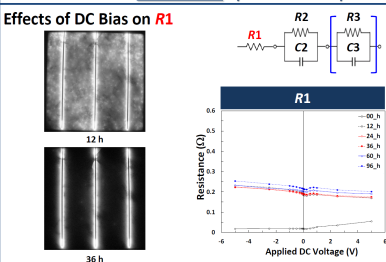 Effects of DC Bias on R1
R1
R2
C2
R3
C3
12 h
36 h
R1
Resistance (Ω)
0.6
0.5
0.4
0.3
0.2
0.1
0
-6
-4
-2
0
2
4
6
Applied DC Voltage (V)
00_h
12_h
24_h
36_h
60_h
96_h